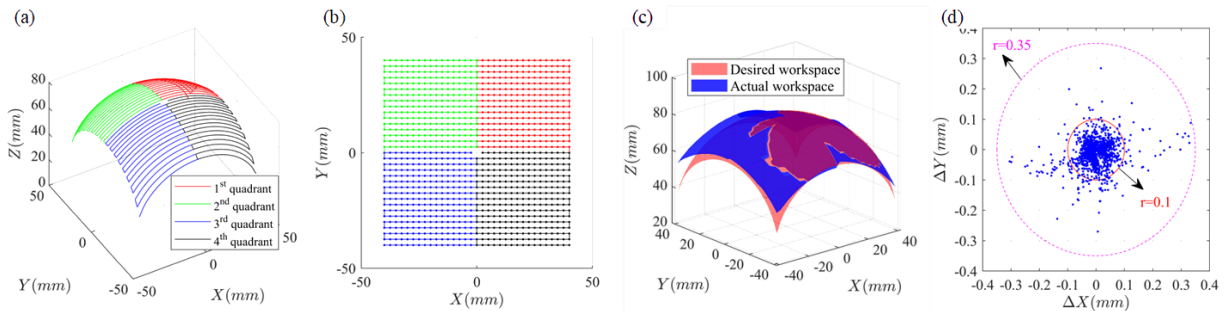 (a)
80
60
40
20
0
Z(mm)
50
0
-50
Y(mm)
-50
0
50
X(mm)
1st quadrant
2nd quadrant
3rd quadrant
4th quadrant
(b)
50
0
-50
Y(mm)
-50
0
50
X(mm)
(c)
Desired workspace
Actual workspace
100
80
60
40
20
Z(mm)
40
20
0
-20
-40
Y(mm)
-40
-20
0
20
40
X(mm)
(d)
0.4
0.3
0.2
0.1
0
-0.1
-0.2
-0.3
-0.4
ΔY(mm)
r=0.35
r=0.1
-0.4 -0.3 -0.2 -0.1 0 0.1 0.2 0.3 0.4
ΔX(mm)